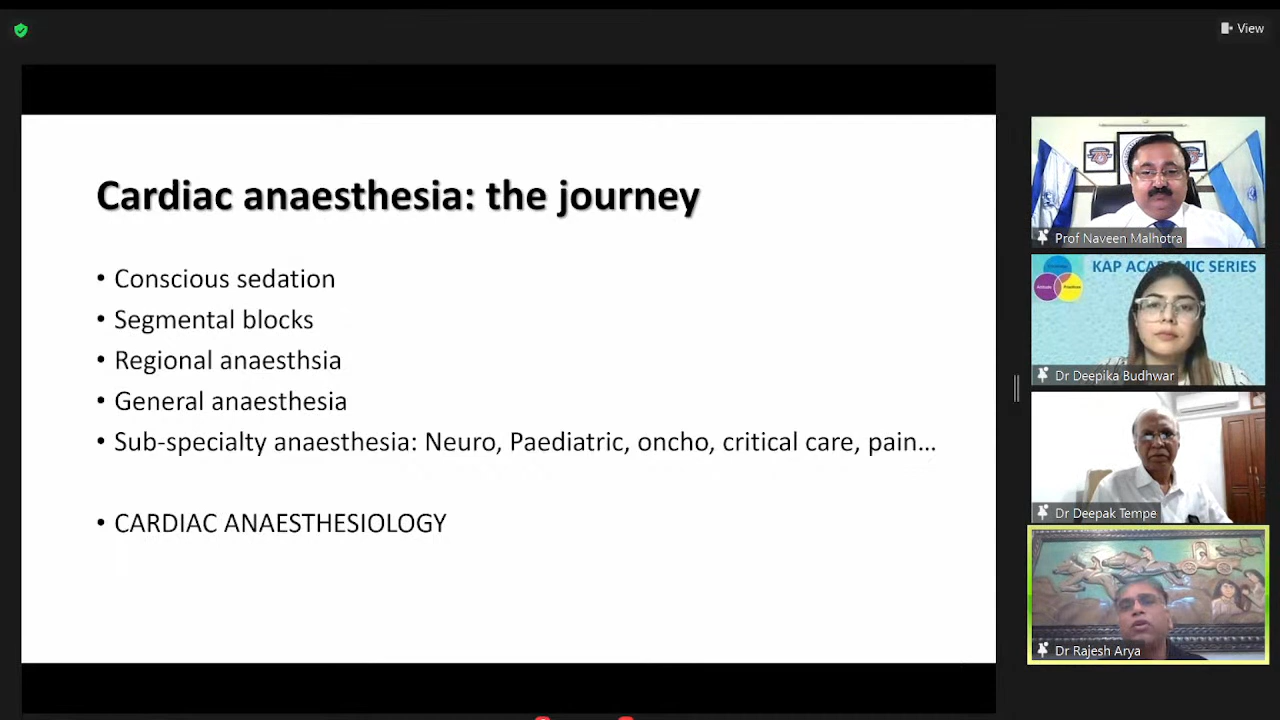 View
Cardiac anaesthesia: the journey
• Conscious sedation
• Segmental blocks
• Regional anaesthsia
• General anaesthesia
• Sub-specialty anaesthesia: Neuro, Paediatric, oncho, critical care, pain...
• CARDIAC ANAESTHESIOLOGY
Prof Naveen Malhotra
KAP ACADEMIC SERIES
Dr Deepika Budhwar
Dr Deepak Tempe
Dr Rajesh Arya